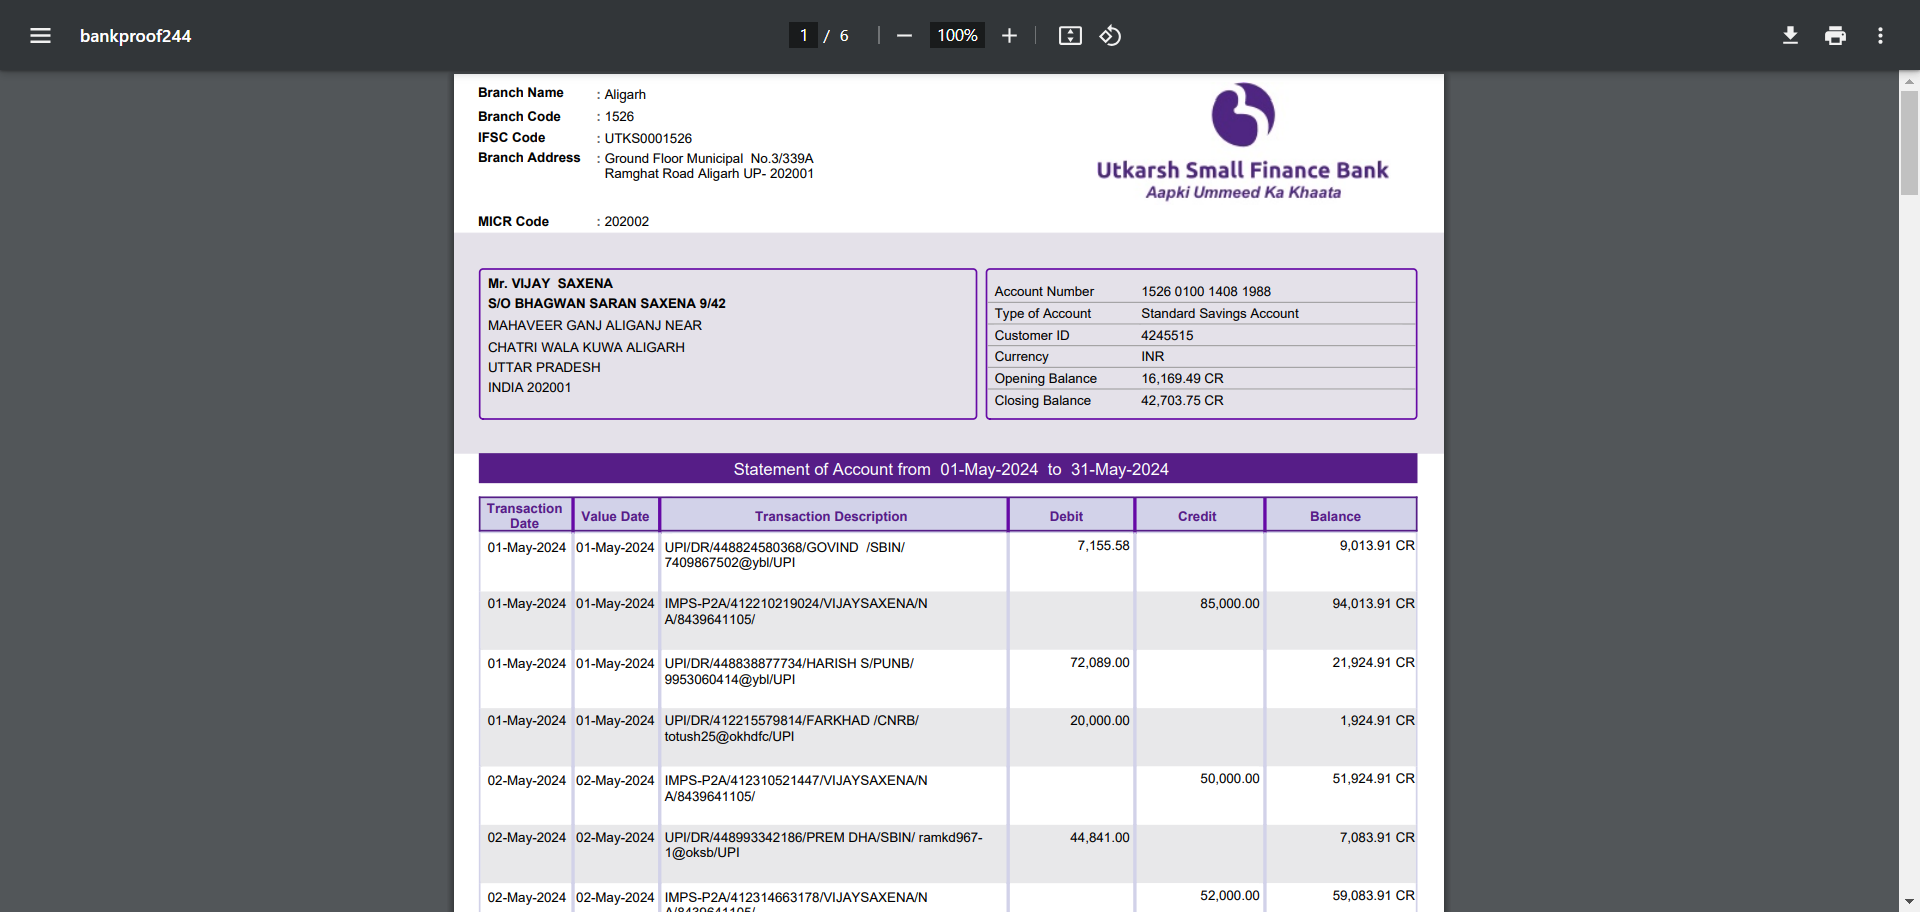 bankproof244
1 / 6
100%
Branch Name : Aligarh
Branch Code : 1526
IFSC Code : UTKS0001526
Branch Address : Ground Floor Municipal No.3/339A
Ramghat Road Aligarh UP- 202001
MICR Code : 202002
Utkarsh Small Finance Bank
Aapki Ummeed Ka Khaata
Mr. VIJAY SAXENA
S/O BHAGWAN SARAN SAXENA 9/42
MAHAVEER GANJ ALIGANJ NEAR
CHATRI WALA KUWA ALIGARH
UTTAR PRADESH
INDIA 202001
Account Number 1526 0100 1408 1988
Type of Account Standard Savings Account
Customer ID 4245515
Currency INR
Opening Balance 16,169.49 CR
Closing Balance 42,703.75 CR
Statement of Account from 01-May-2024 to 31-May-2024
Transaction Date Value Date Transaction Description Debit Credit Balance
01-May-2024 01-May-2024 UPI/DR/448824580368/GOVIND /SBIN/ 7,155.58 9,013.91 CR
7409867502@ybl/UPI
01-May-2024 01-May-2024 IMPS-P2A/412210219024/VIJAYSAXENA/N 85,000.00 94,013.91 CR
A/8439641105/
01-May-2024 01-May-2024 UPI/DR/448838877734/HARISH S/PUNB/ 72,089.00 21,924.91 CR
9953060414@ybl/UPI
01-May-2024 01-May-2024 UPI/DR/412215579814/FARKHAD /CNRB/ 20,000.00 1,924.91 CR
totush25@okhdfc/UPI
02-May-2024 02-May-2024 IMPS-P2A/412310521447/VIJAYSAXENA/N 50,000.00 51,924.91 CR
A/8439641105/
02-May-2024 02-May-2024 UPI/DR/448993342186/PREM DHA/SBIN/ ramkd967- 44,841.00 7,083.91 CR
1@oksb/UPI
02-May-2024 02-May-2024 IMPS-P2A/412314663178/VIJAYSAXENA/N 52,000.00 59,083.91 CR
A/8439641105/